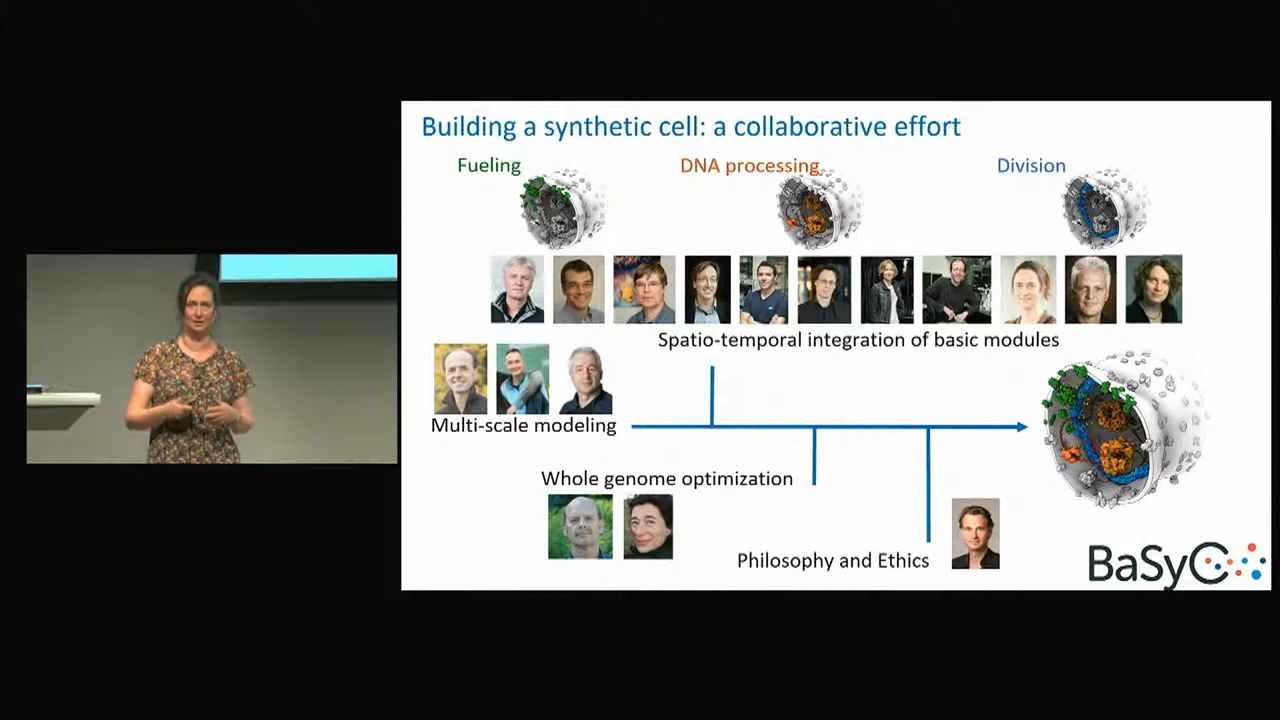 Building a synthetic cell: a collaborative effort
Fueling
DNA processing
Division
Spatio-temporal integration of basic modules
Multi-scale modeling
Whole genome optimization
Philosophy and Ethics
BaSyC